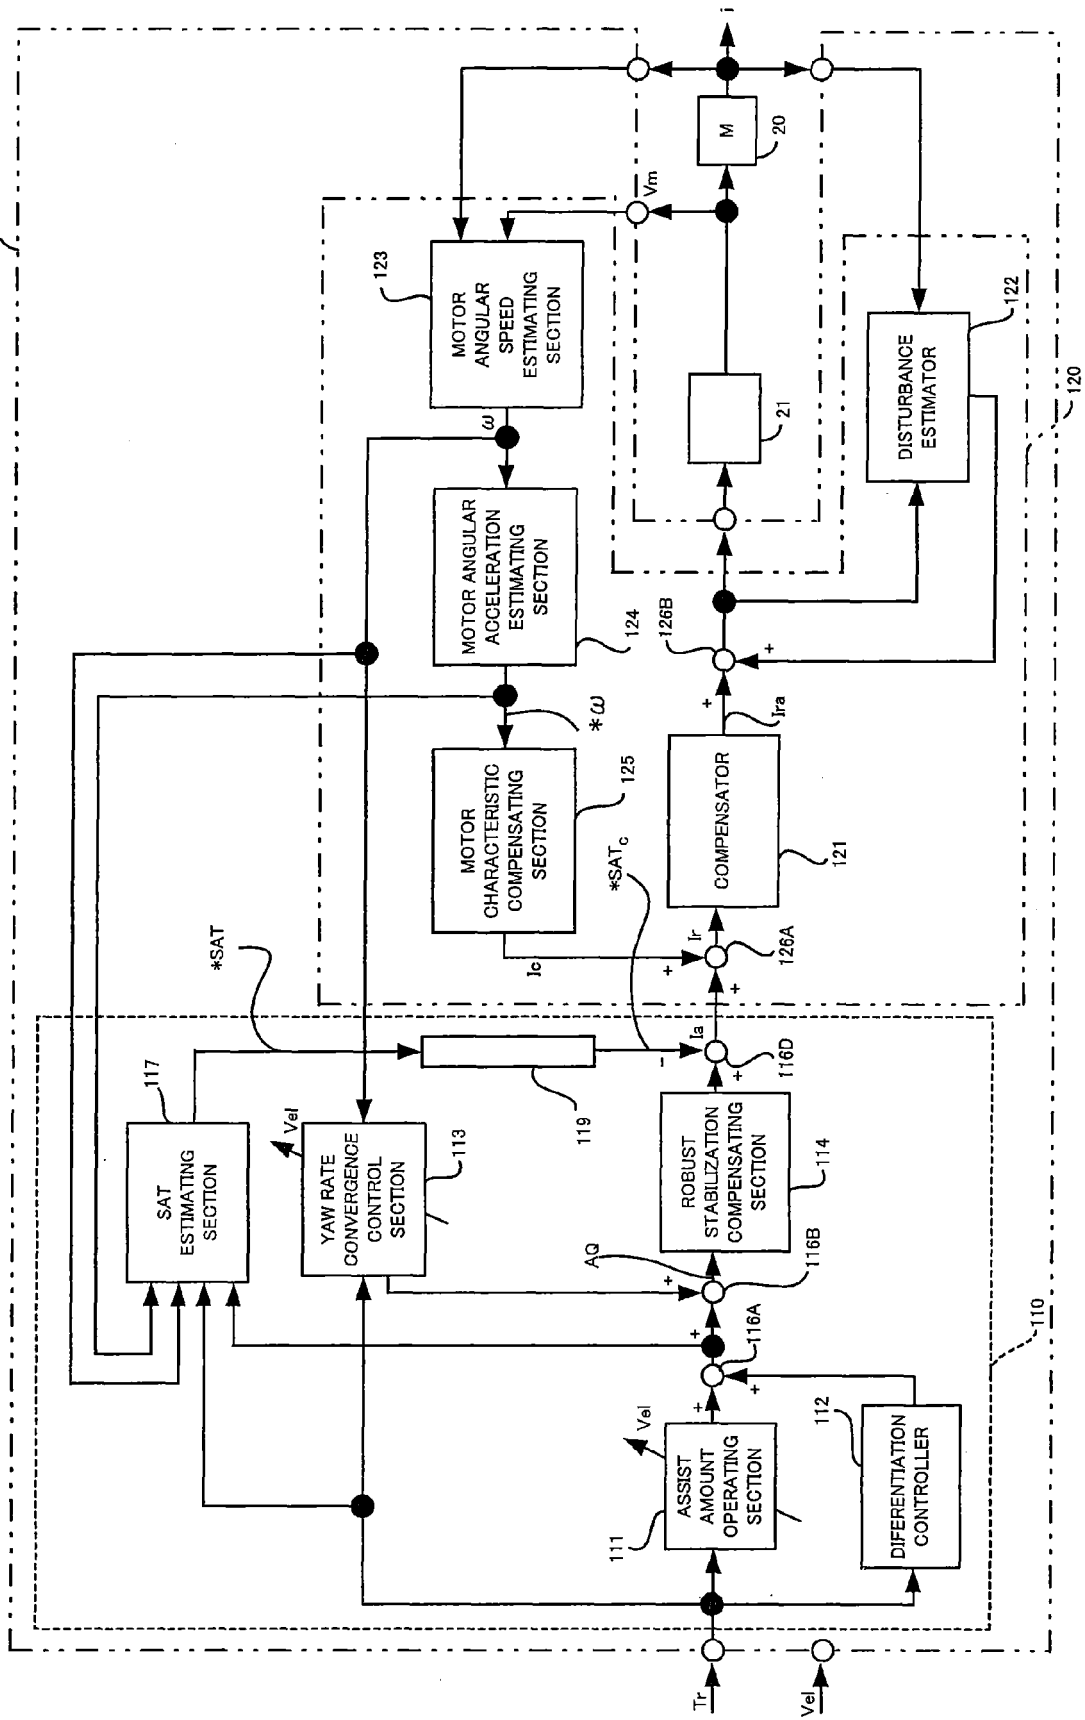 i
M
20
Vm
123
MOTOR
ANGULAR
SPEED
ESTIMATING
SECTION
ω
21
DISTURBANCE
ESTIMATOR
122
120
MOTOR ANGULAR
ACCELERATION
ESTIMATING
SECTION
124
*ω
126B
+
+
Ira
MOTOR
CHARACTERISTIC
COMPENSATING
SECTION
125
COMPENSATOR
121
*SAT
*SATc
Ic
Ir
+
126A
+
Ia
-
116D
+
117
SAT
ESTIMATING
SECTION
119
Vel
YAW RATE
CONVERGENCE
CONTROL
SECTION
113
ROBUST
STABILIZATION
COMPENSATING
SECTION
114
AQ
+
116B
+
116A
+
+
110
Vel
ASSIST
AMOUNT
OPERATING
SECTION
111
112
DIFERENTIATION
CONTROLLER
Tr
Vel